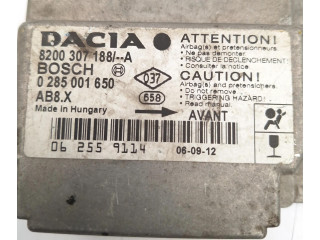 DACIA
8200 307 188/--A
BOSCH
0 285 001 650
AB8.X
Made in Hungary
037
658
ATTENTION!
Airbag(s) et pretensionneurs
• Ne pas demonter
• RISQUE DE DECLENCHEMENT!
• Consulter la notice
CAUTION!
Airbag(s) and pretensioners
• Do not remove
• TRIGGERING HAZARD!
• Read manual
AVANT
06 255 9114
06-09-12